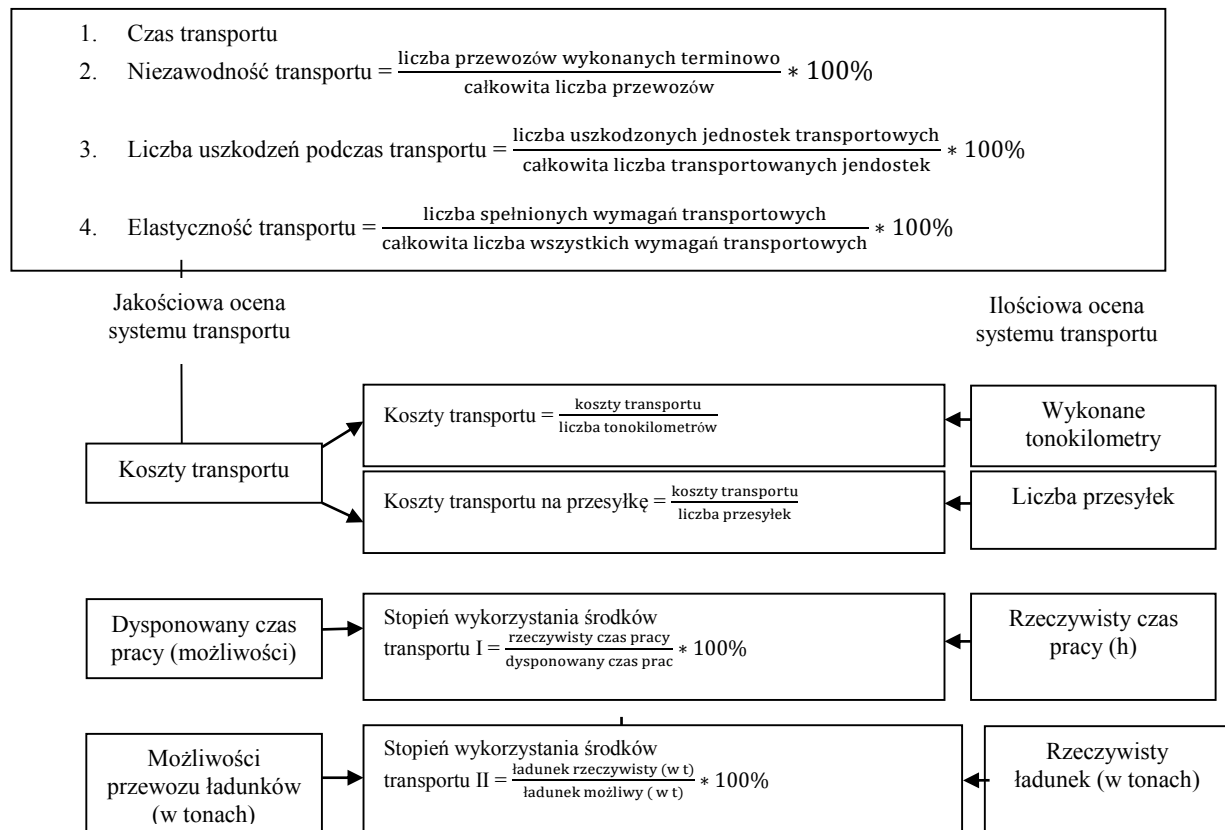 1. Czas transportu
2. Niezawodność transportu = liczba przewozów wykonanych terminowo / całkowita liczba przewozów * 100%
3. Liczba uszkodzeń podczas transportu = liczba uszkodzonych jednostek transportowych / całkowita liczba transportowanych jendostek * 100%
4. Elastyczność transportu = liczba spełnionych wymagań transportowych / całkowita liczba wszystkich wymagań transportowych * 100%
Jakościowa ocena
systemu transportu
Ilościowa ocena
systemu transportu
Koszty transportu
Koszty transportu = koszty transportu / liczba tonokilometrów
Wykonane
tonokilometry
Koszty transportu na przesyłkę = koszty transportu / liczba przesyłek
Liczba przesyłek
Dysponowany czas
pracy (możliwości)
Stopień wykorzystania środków
transportu I = rzeczywisty czas pracy / dysponowany czas prac * 100%
Rzeczywisty czas
pracy (h)
Możliwości
przewozu ładunków
(w tonach)
Stopień wykorzystania środków
transportu II = ładunek rzeczywisty (w t) / ładunek możliwy ( w t) * 100%
Rzeczywisty
ładunek (w tonach)